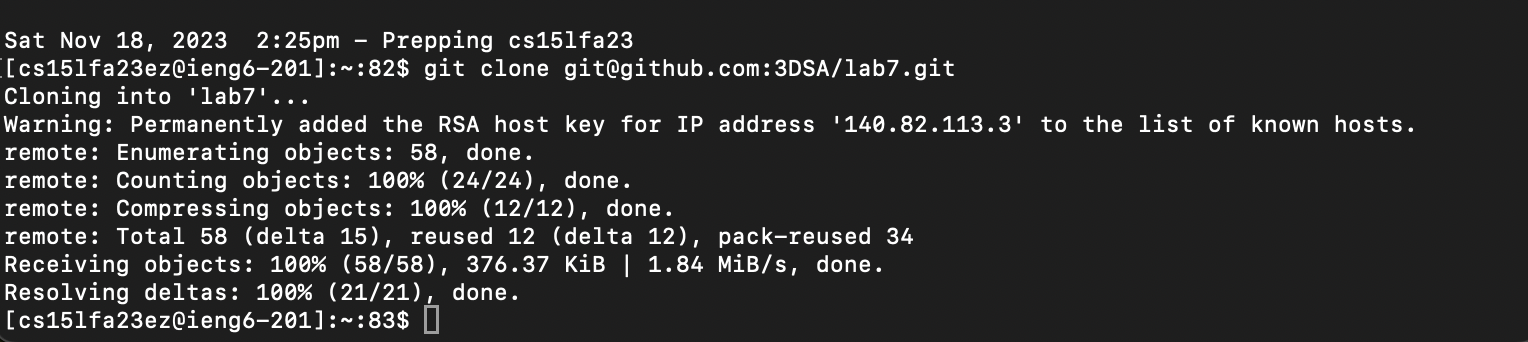 Sat Nov 18, 2023  2:25pm - Prepping cs15lfa23
[cs15lfa23ez@ieng6-201]:~:82$ git clone git@github.com:3DSA/lab7.git
Cloning into 'lab7'...
Warning: Permanently added the RSA host key for IP address '140.82.113.3' to the list of known hosts.
remote: Enumerating objects: 58, done.
remote: Counting objects: 100% (24/24), done.
remote: Compressing objects: 100% (12/12), done.
remote: Total 58 (delta 15), reused 12 (delta 12), pack-reused 34
Receiving objects: 100% (58/58), 376.37 KiB | 1.84 MiB/s, done.
Resolving deltas: 100% (21/21), done.
[cs15lfa23ez@ieng6-201]:~:83$